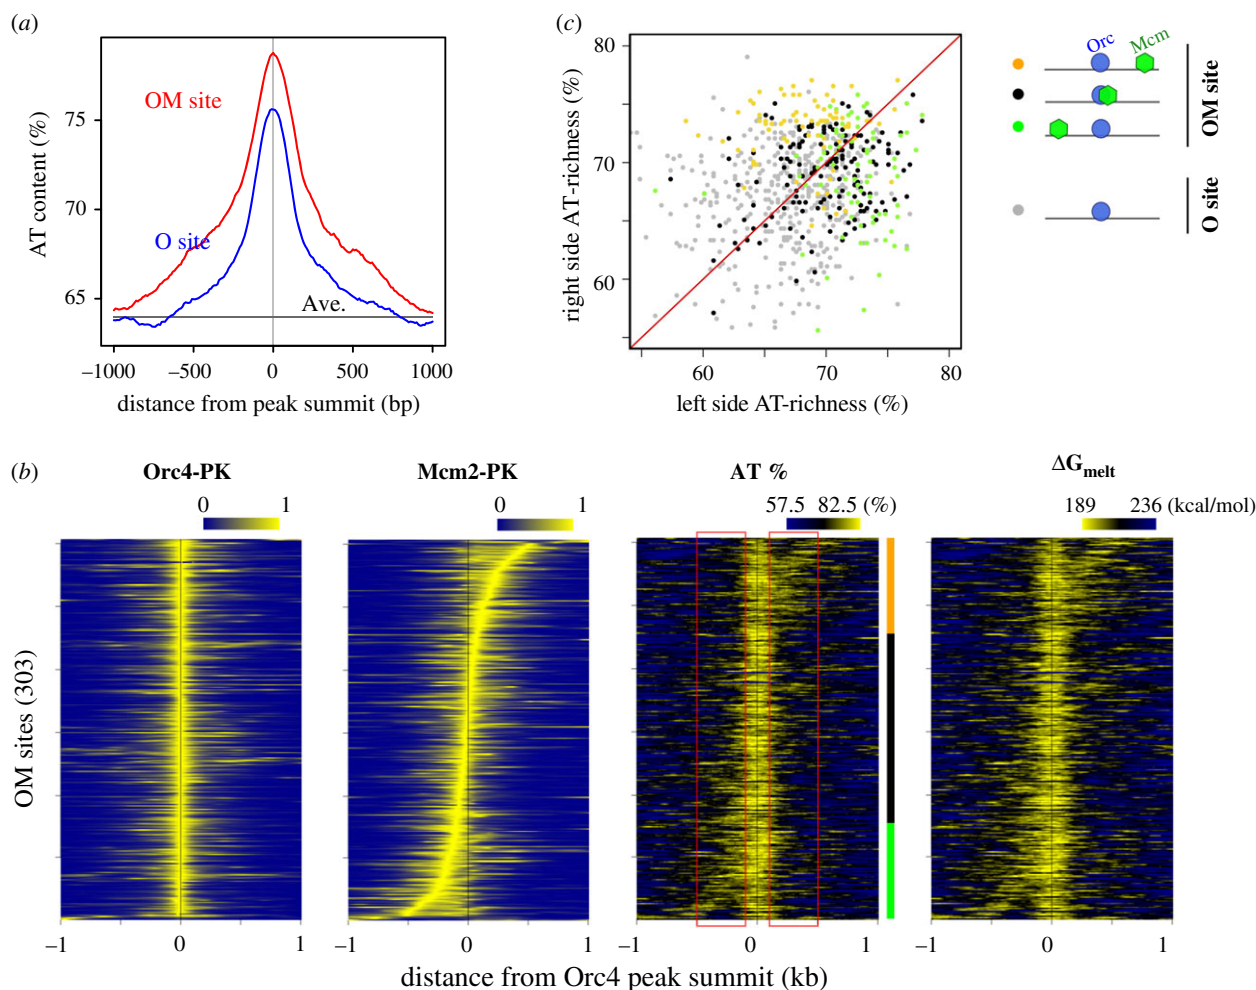 (a)
OM site
O site
Ave.
AT content (%)
75
70
65
−1000 −500 0 500 1000
distance from peak summit (bp)
(c)
right side AT-richness (%)
80
70
60
60 70 80
left side AT-richness (%)
Orc Mcm
OM site
O site
(b)
Orc4-PK
0 1
Mcm2-PK
0 1
AT %
57.5 82.5 (%)
ΔGmelt
189 236 (kcal/mol)
OM sites (303)
−1 0 1
−1 0 1
−1 0 1
−1 0 1
distance from Orc4 peak summit (kb)